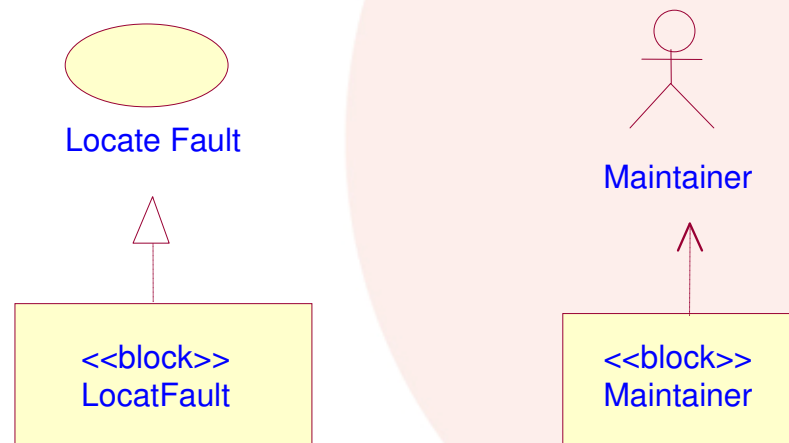 Locate Fault
Maintainer
<<block>>
LocatFault
<<block>>
Maintainer